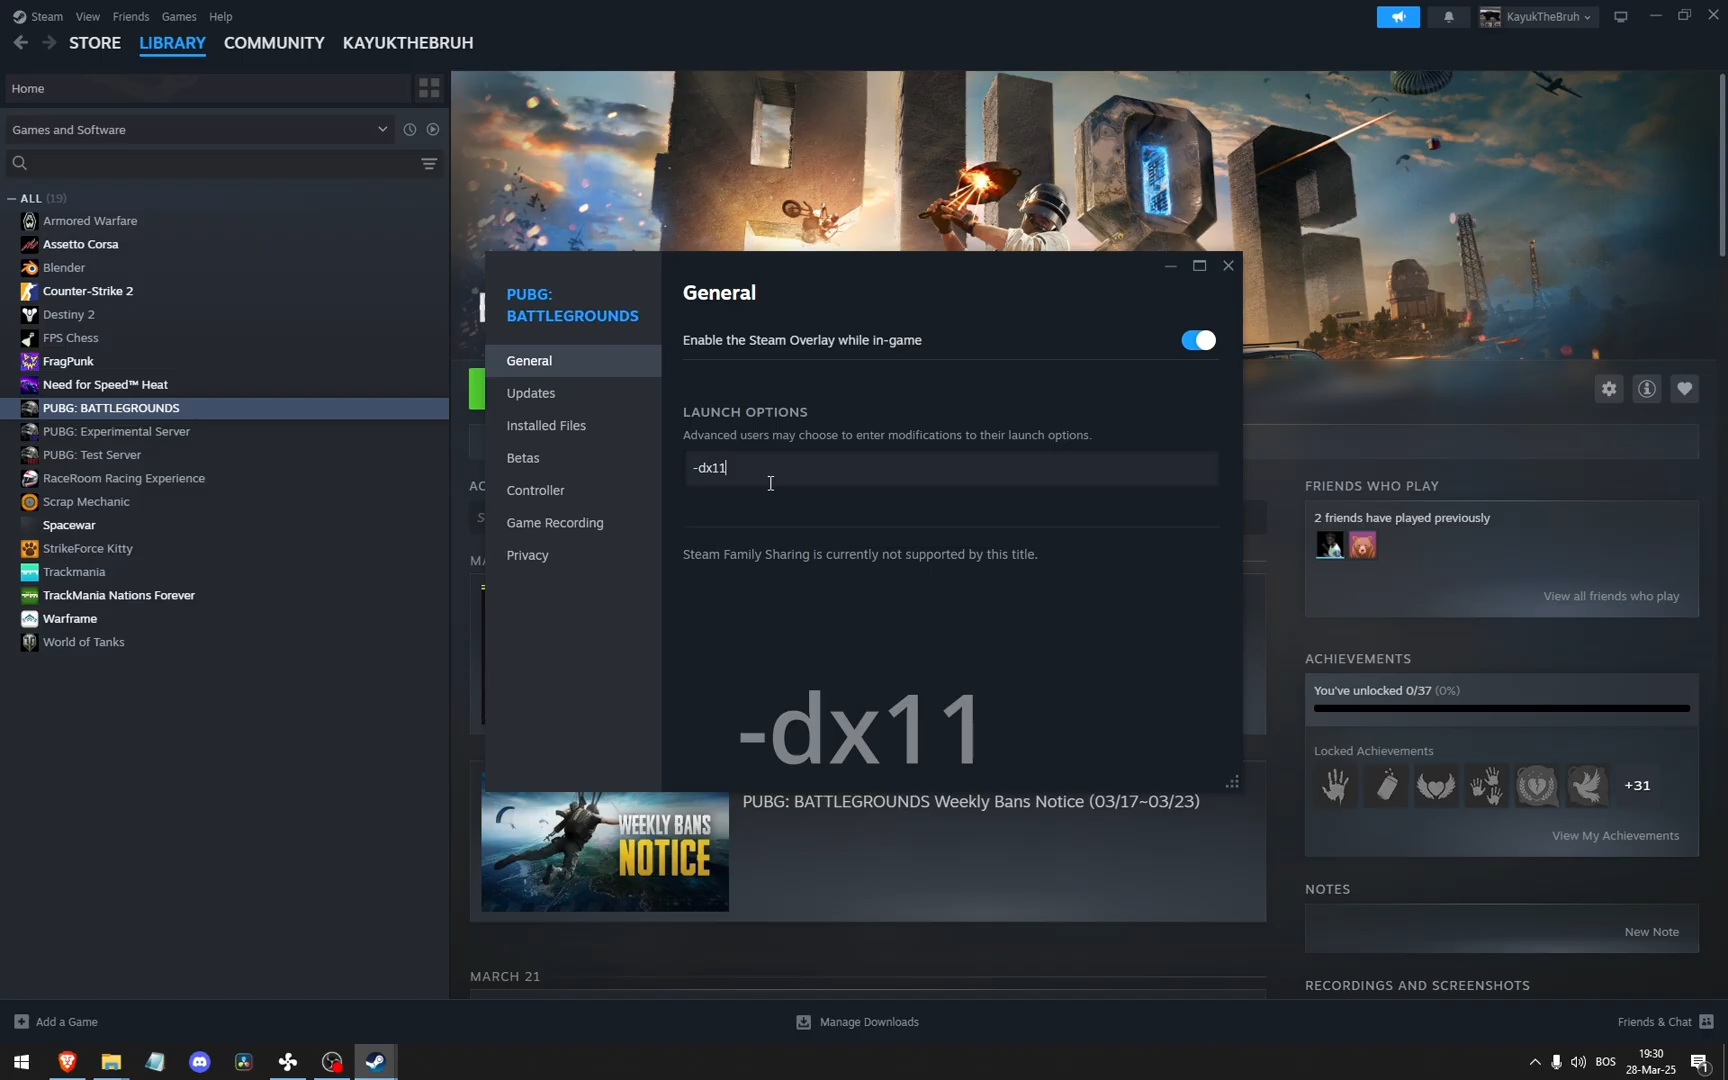 Steam View Friends Games Help
KayukTheBruh
STORE LIBRARY COMMUNITY KAYUKTHEBRUH
Home
Games and Software
ALL (19)
Armored Warfare
Assetto Corsa
Blender
Counter-Strike 2
Destiny 2
FPS Chess
FragPunk
Need for Speed™ Heat
PUBG: BATTLEGROUNDS
PUBG: Experimental Server
PUBG: Test Server
RaceRoom Racing Experience
Scrap Mechanic
Spacewar
StrikeForce Kitty
Trackmania
TrackMania Nations Forever
Warframe
World of Tanks
PUBG:
BATTLEGROUNDS
General
Updates
Installed Files
Betas
Controller
Game Recording
Privacy
General
Enable the Steam Overlay while in-game
LAUNCH OPTIONS
Advanced users may choose to enter modifications to their launch options.
-dx11
Steam Family Sharing is currently not supported by this title.
-dx11
PUBG: BATTLEGROUNDS Weekly Bans Notice (03/17~03/23)
WEEKLY BANS
NOTICE
MARCH 21
FRIENDS WHO PLAY
2 friends have played previously
View all friends who play
ACHIEVEMENTS
You've unlocked 0/37 (0%)
Locked Achievements
+31
View My Achievements
NOTES
New Note
RECORDINGS AND SCREENSHOTS
Add a Game
Manage Downloads
Friends & Chat
BOS
19:30
28-Mar-25
1